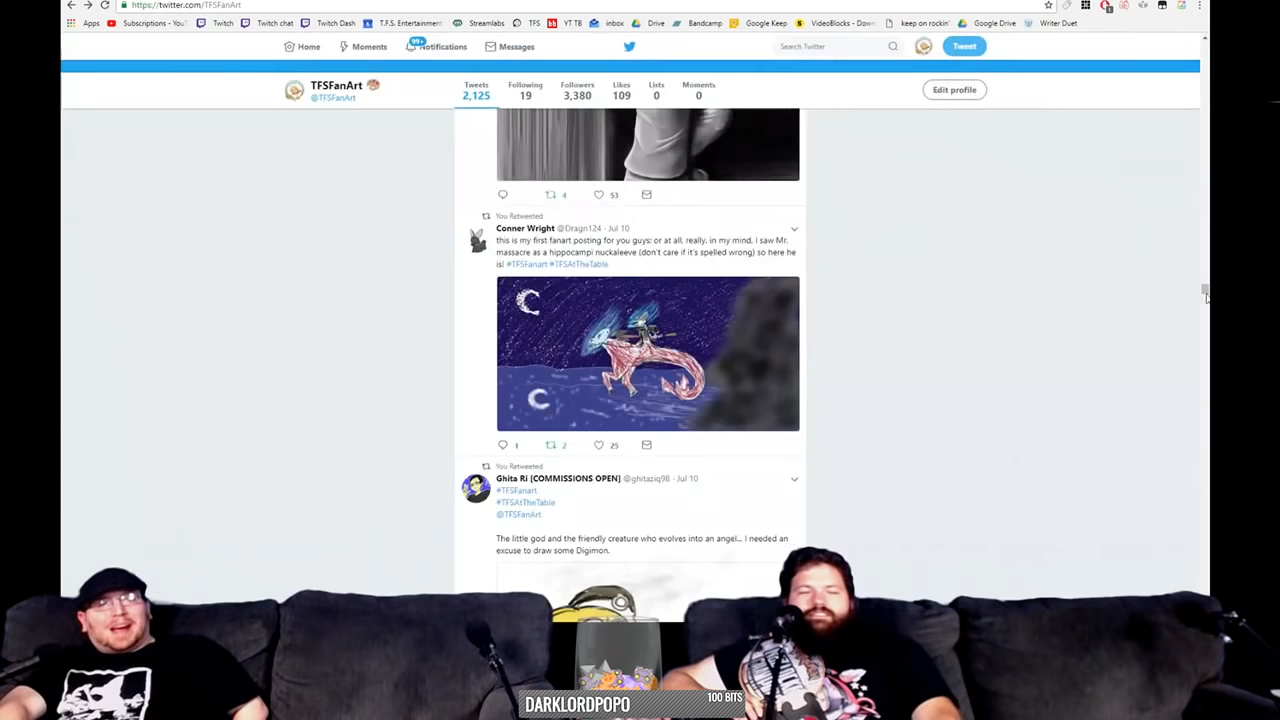 https://twitter.com/TFSFanArt
Apps
Subscriptions - YouT
Twitch
Twitch chat
Twitch Dash
T.F.S. Entertainment
Streamlabs
TFS
YT TB
inbox
Drive
Bandcamp
Google Keep
VideoBlocks - Down
keep on rockin'
Google Drive
Writer Duet
Home
Moments
99+
Notifications
Messages
Search Twitter
Tweet
TFSFanArt
@TFSFanArt
Tweets
2,125
Following
19
Followers
3,380
Likes
109
Lists
0
Moments
0
Edit profile
4
53
You Retweeted
Conner Wright @Dragn124 · Jul 10
this is my first fanart posting for you guys; or at all, really, in my mind, i saw Mr.
massacre as a hippocampi nuckaleeve (don't care if it's spelled wrong) so here he
is! #TFSFanart #TFSAtTheTable
1
2
25
You Retweeted
Ghita Ri [COMMISSIONS OPEN] @ghitaziq98 · Jul 10
#TFSFanart
#TFSAtTheTable
@TFSFanArt
The little god and the friendly creature who evolves into an angel... I needed an
excuse to draw some Digimon.
DARKLORDPOPO
100 BITS